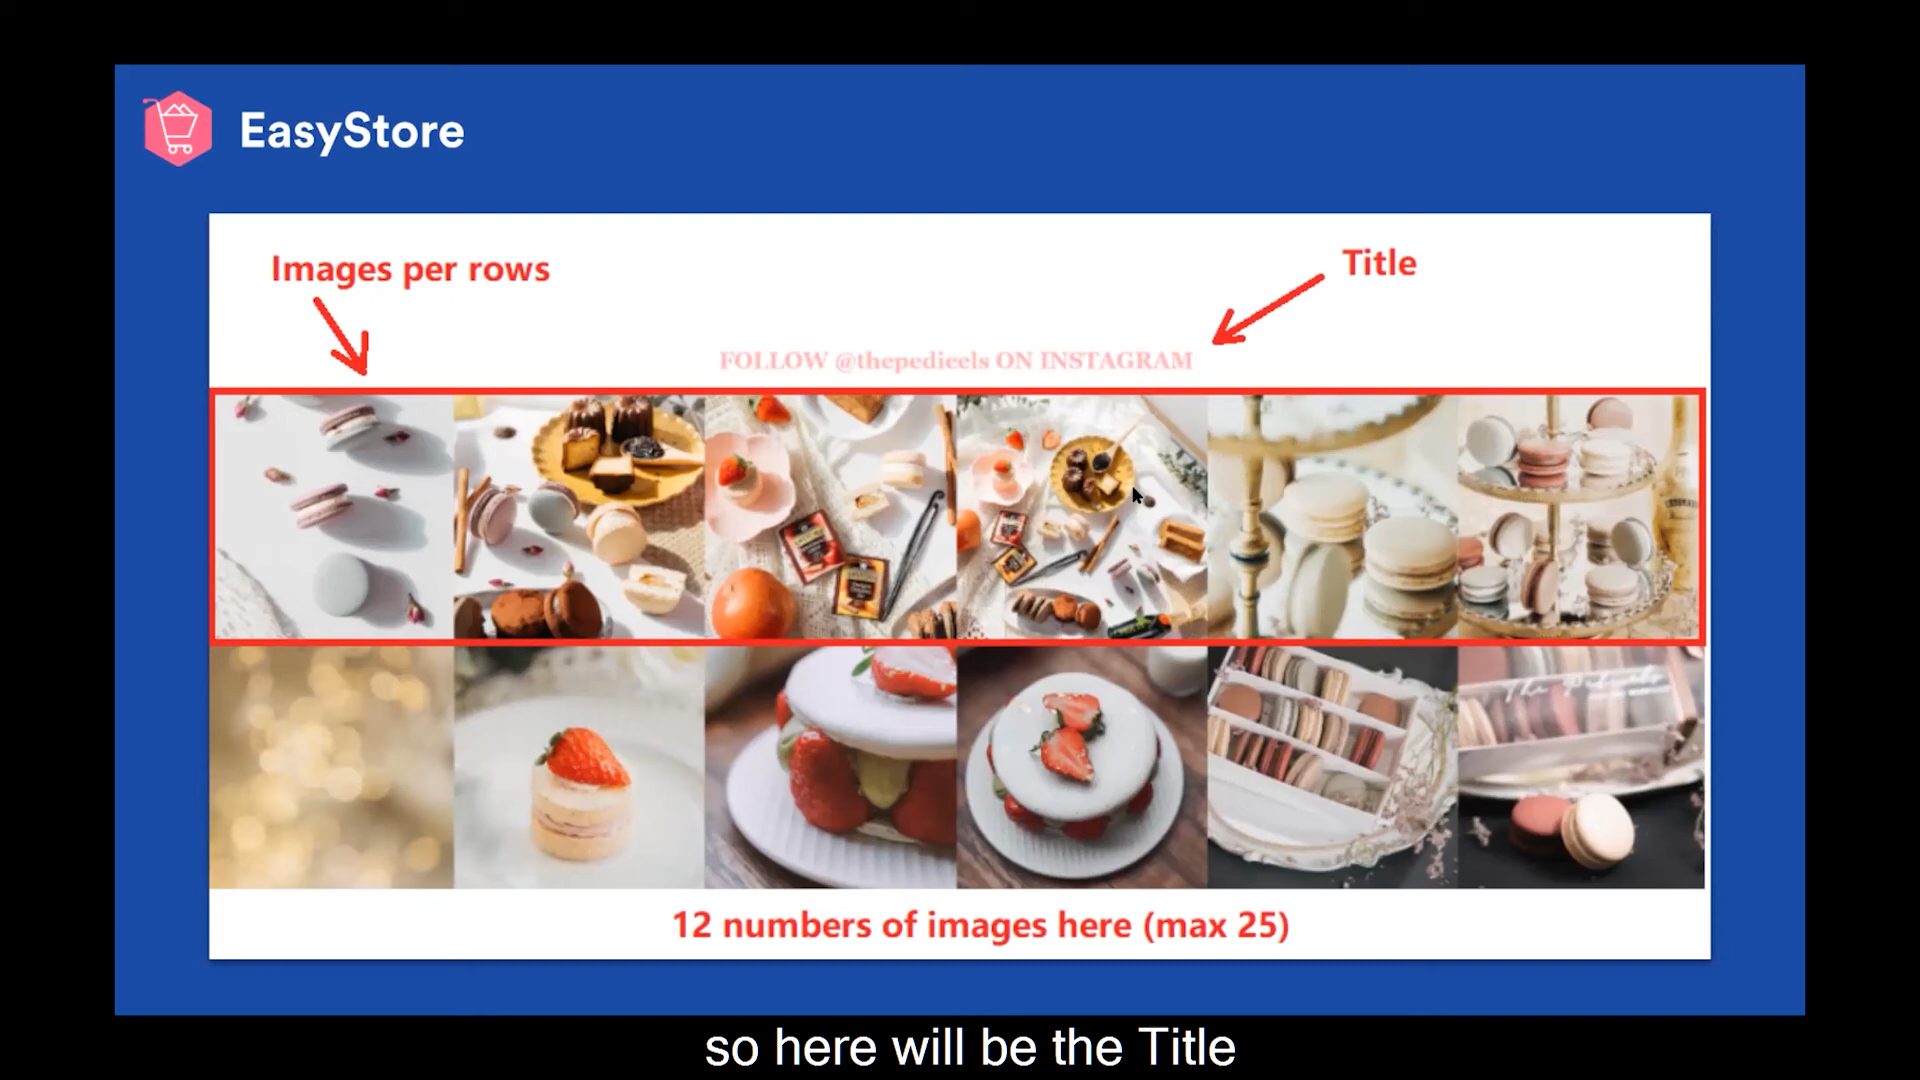 EasyStore
Images per rows
Title
FOLLOW @thepedicels ON INSTAGRAM
12 numbers of images here (max 25)
so here will be the Title